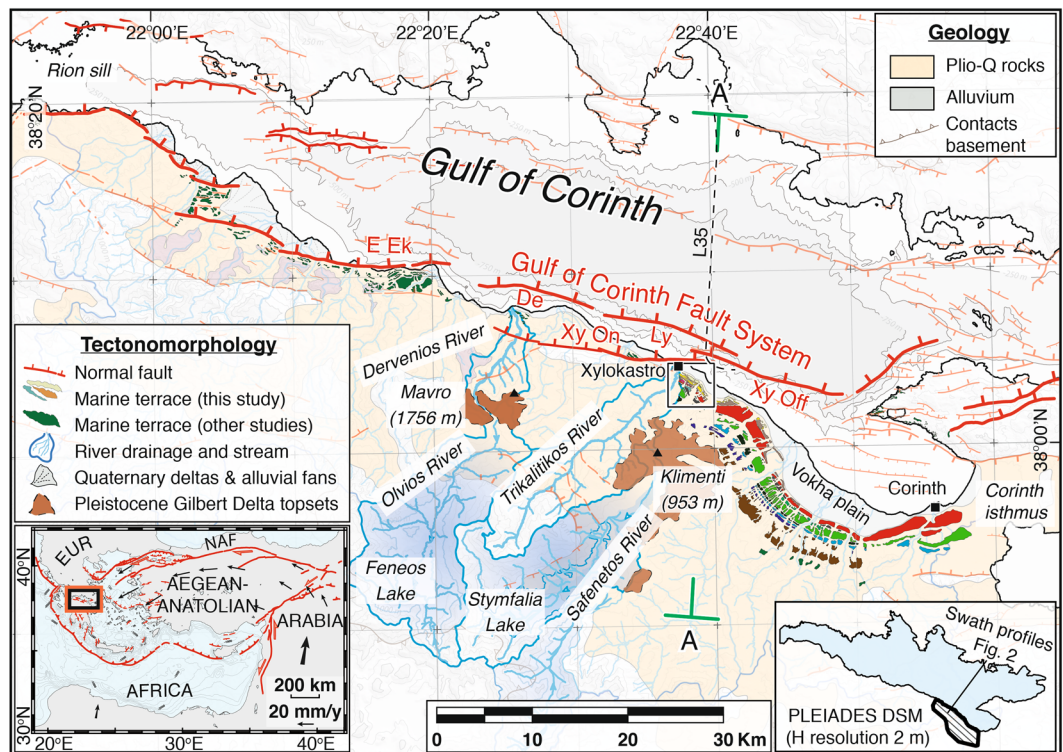 22°00'E
22°20'E
22°40'E
Rion sill
38°20'N
Geology
Plio-Q rocks
Alluvium
Contacts
basement
A'
Gulf of Corinth
L35
E Ek
Gulf of Corinth Fault System
De
Xy On
Ly
Xy Off
Xylokastro
Tectonomorphology
Normal fault
Marine terrace (this study)
Marine terrace (other studies)
River drainage and stream
Quaternary deltas & alluvial fans
Pleistocene Gilbert Delta topsets
Dervenios River
Mavro
(1756 m)
Olvios River
Trikalitikos River
Klimenti
(953 m)
Safenetos River
Vokha plain
Corinth
Corinth
isthmus
38°00'N
Feneos
Lake
Stymfalia
Lake
A
40°N
30°N
EUR
NAF
AEGEAN-
ANATOLIAN
ARABIA
AFRICA
200 km
20 mm/y
20°E
30°E
40°E
0
10
20
30 Km
Swath profiles
Fig. 2
PLEIADES DSM
(H resolution 2 m)